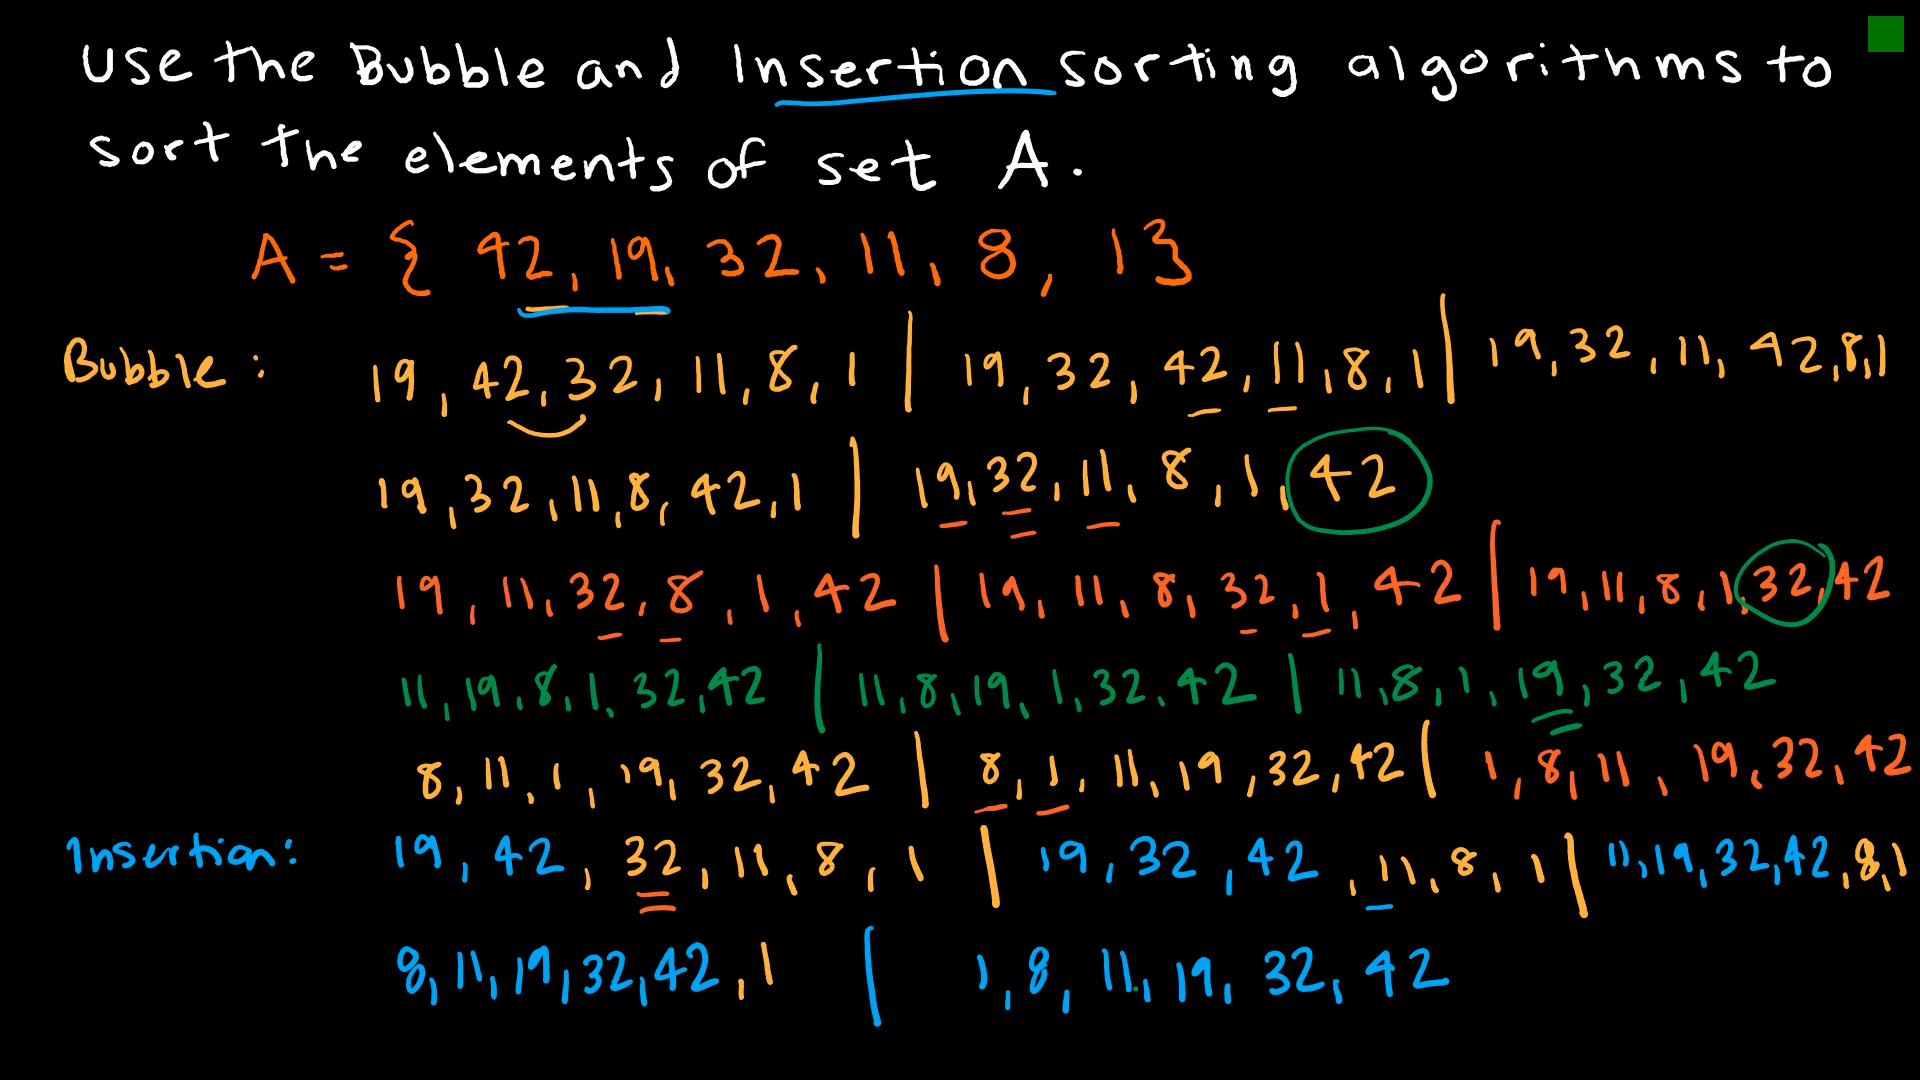 Use the Bubble and Insertion sorting algorithms to
sort the elements of set A.
A = { 42, 19, 32, 11, 8, 1}
Bubble: 19, 42, 32, 11, 8, 1 | 19, 32, 42, 11, 8, 1 | 19, 32, 11, 42, 8, 1
19, 32, 11, 8, 42, 1 | 19, 32, 11, 8, 1, 42
19, 11, 32, 8, 1, 42 | 19, 11, 8, 32, 1, 42 | 19, 11, 8, 1, 32, 42
11, 19, 8, 1, 32, 42 | 11, 8, 19, 1, 32, 42 | 11, 8, 1, 19, 32, 42
8, 11, 1, 19, 32, 42 | 8, 1, 11, 19, 32, 42 | 1, 8, 11, 19, 32, 42
Insertion: 19, 42, 32, 11, 8, 1 | 19, 32, 42, 11, 8, 1 | 11, 19, 32, 42, 8, 1
8, 11, 19, 32, 42, 1 | 1, 8, 11, 19, 32, 42